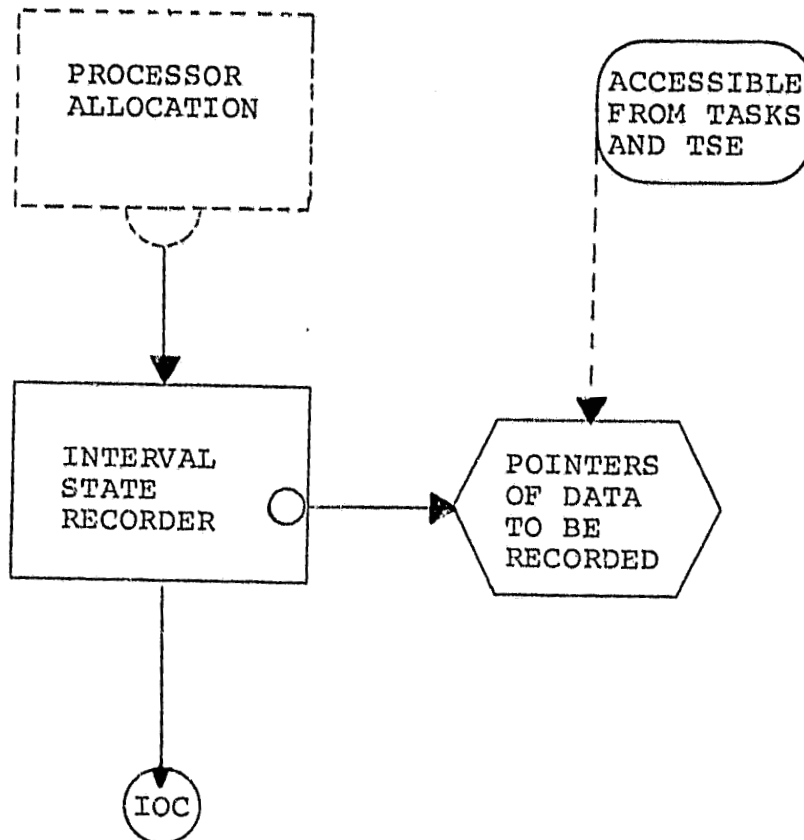 PROCESSOR
ALLOCATION
ACCESSIBLE
FROM TASKS
AND TSE
INTERVAL
STATE
RECORDER
POINTERS
OF DATA
TO BE
RECORDED
IOC